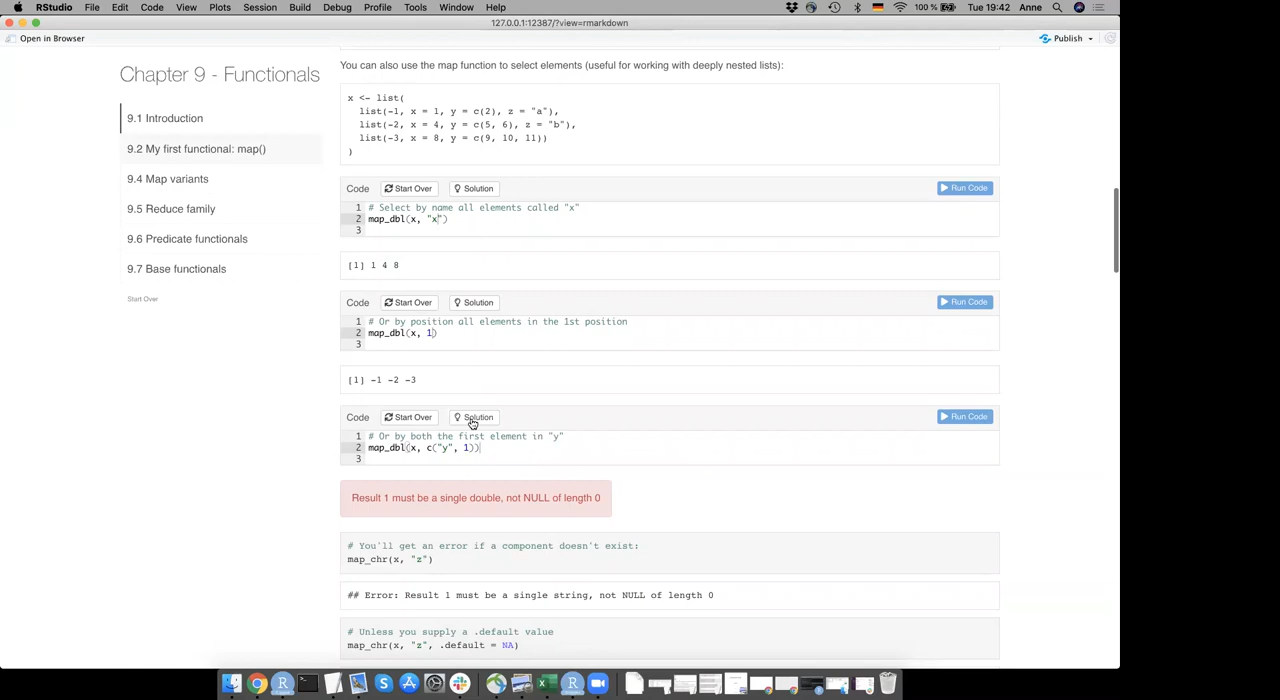 RStudio File Edit Code View Plots Session Build Debug Profile Tools Window Help 100 % Tue 19:42 Anne
127.0.0.1:12387/?view=rmarkdown
Open in Browser Publish
Chapter 9 - Functionals
9.1 Introduction
9.2 My first functional: map()
9.4 Map variants
9.5 Reduce family
9.6 Predicate functionals
9.7 Base functionals
Start Over
You can also use the map function to select elements (useful for working with deeply nested lists):
x <- list(
list(-1, x = 1, y = c(2), z = "a"),
list(-2, x = 4, y = c(5, 6), z = "b"),
list(-3, x = 8, y = c(9, 10, 11))
)
Code Start Over Solution Run Code
1 # Select by name all elements called "x"
2 map_dbl(x, "x")
3
[1] 1 4 8
Code Start Over Solution Run Code
1 # Or by position all elements in the 1st position
2 map_dbl(x, 1)
3
[1] -1 -2 -3
Code Start Over Solution Run Code
1 # Or by both the first element in "y"
2 map_dbl(x, c("y", 1))
3
Result 1 must be a single double, not NULL of length 0
# You'll get an error if a component doesn't exist:
map_chr(x, "z")
## Error: Result 1 must be a single string, not NULL of length 0
# Unless you supply a .default value
map_chr(x, "z", .default = NA)